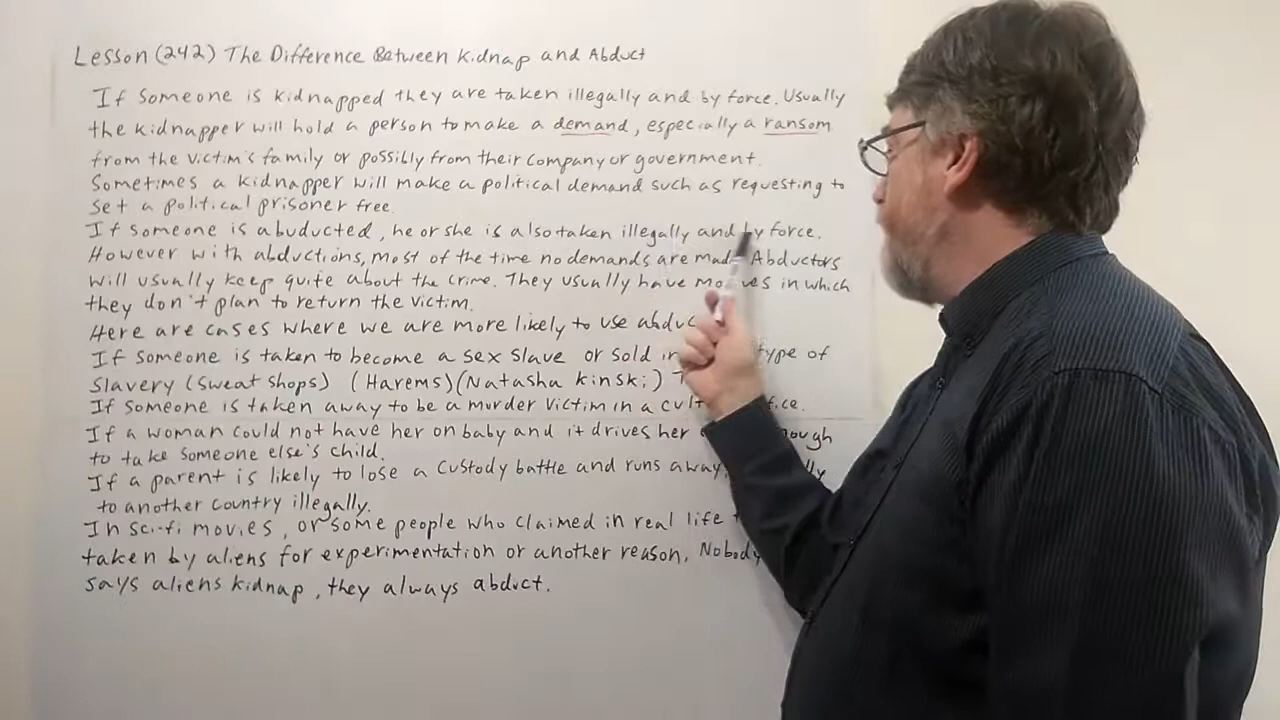 Lesson (242) The Difference Between Kidnap and Abduct
If someone is kidnapped they are taken illegally and by force. Usually
the kidnapper will hold a person to make a demand, especially a ransom
from the victim's family or possibly from their company or government.
Sometimes a kidnapper will make a political demand such as requesting to
set a political prisoner free.
If someone is abuducted, he or she is also taken illegally and by force.
However with abductions, most of the time no demands are made Abductors
will usually keep quite about the crime. They usually have in which
they don't plan to return the victim.
Here are cases where we are more likely to use
If someone is taken to become a sex slave or sold type of
slavery (sweat shops) (Harems) (Natasha Kinski)
If someone is taken away to be a murder victim in a
If a woman could not have her on baby and it drives her
to take someone else's child.
If a parent is likely to lose a custody battle and runs away,
to another country illegally.
In sci-fi movies, or some people who claimed in real life
taken by aliens for experimentation or another reason. Nobody
says aliens kidnap, they always abduct.